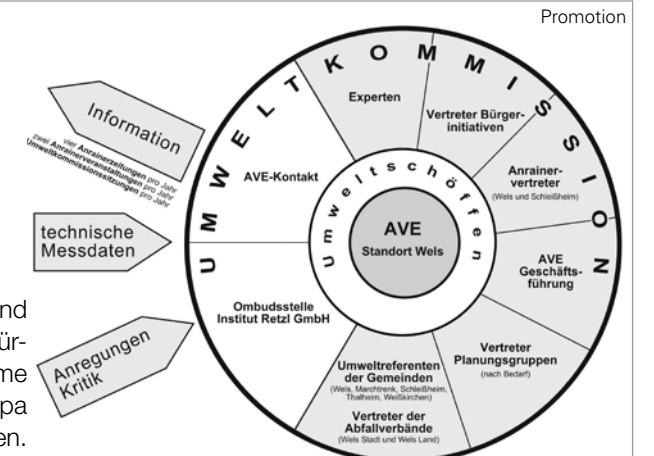 Promotion
UMWELTKOMMISSION
Information
vier Anrainerzeitungen pro Jahr
zwei Anrainerveranstaltungen pro Jahr
Umweltkommissionssitzungen pro Jahr
technische
Messdaten
Anregungen
Kritik
Experten
Vertreter Bürger-
initiativen
Anrainer-
vertreter
(Wels und Schleißheim)
AVE
Geschäfts-
führung
Vertreter
Planungsgruppen
(nach Bedarf)
Umweltreferenten
der Gemeinden
(Wels, Marchtrenk, Schleißheim,
Thalheim, Weißkirchen)
Vertreter der
Abfallverbände
(Wels Stadt und Wels Land)
Ombudsstelle
Institut Retzl GmbH
AVE-Kontakt
Umweltschöffen
AVE
Standort Wels
nd
ür-
me
pa
en.